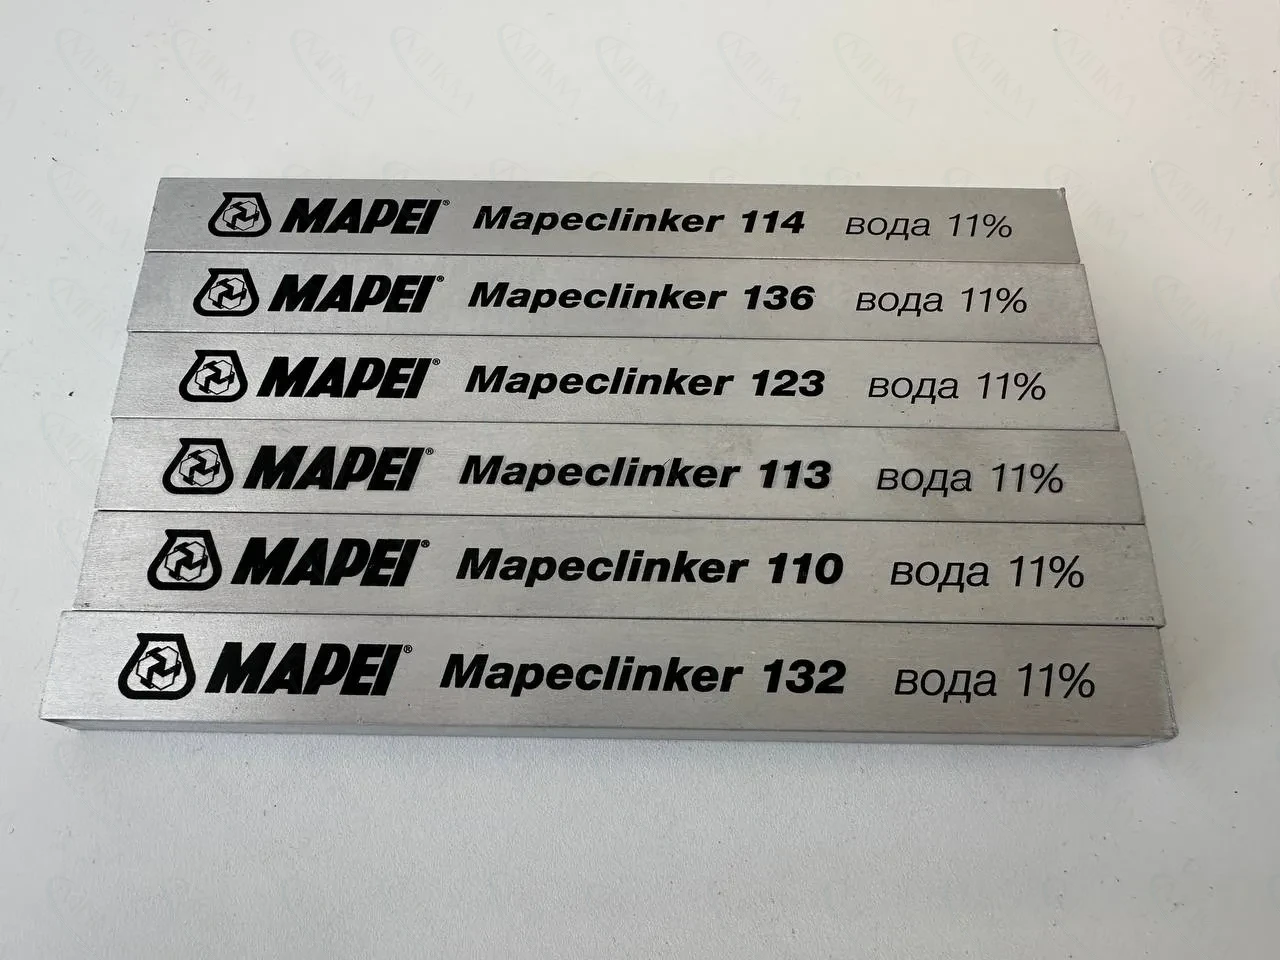 MAPEI® Mapeclinker 114 вода 11%
MAPEI® Mapeclinker 136 вода 11%
MAPEI® Mapeclinker 123 вода 11%
MAPEI® Mapeclinker 113 вода 11%
MAPEI® Mapeclinker 110 вода 11%
MAPEI® Mapeclinker 132 вода 11%